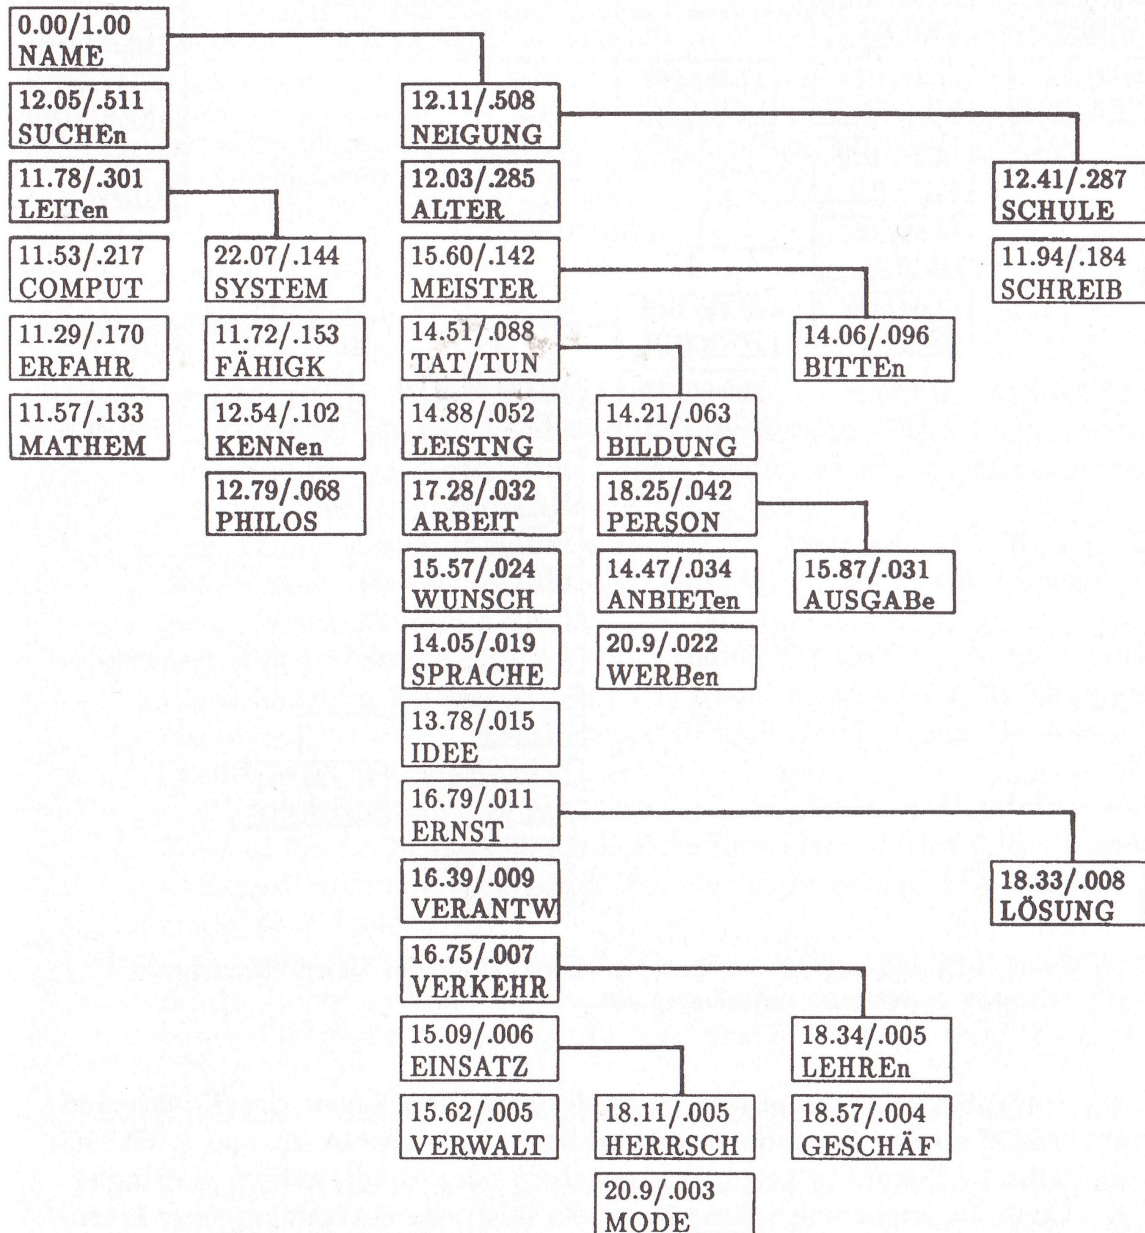 0.00/1.00
NAME
12.05/.511
SUCHEn
12.11/.508
NEIGUNG
11.78/.301
LEITen
12.03/.285
ALTER
12.41/.287
SCHULE
11.53/.217
COMPUT
22.07/.144
SYSTEM
15.60/.142
MEISTER
11.94/.184
SCHREIB
11.29/.170
ERFAHR
11.72/.153
FÄHIGK
14.51/.088
TAT/TUN
14.06/.096
BITTEn
11.57/.133
MATHEM
12.54/.102
KENNen
14.88/.052
LEISTNG
14.21/.063
BILDUNG
12.79/.068
PHILOS
17.28/.032
ARBEIT
18.25/.042
PERSON
15.57/.024
WUNSCH
14.47/.034
ANBIETen
15.87/.031
AUSGABe
14.05/.019
SPRACHE
20.9/.022
WERBen
13.78/.015
IDEE
16.79/.011
ERNST
16.39/.009
VERANTW
18.33/.008
LÖSUNG
16.75/.007
VERKEHR
15.09/.006
EINSATZ
18.34/.005
LEHREn
15.62/.005
VERWALT
18.11/.005
HERRSCH
18.57/.004
GESCHÄF
20.9/.003
MODE